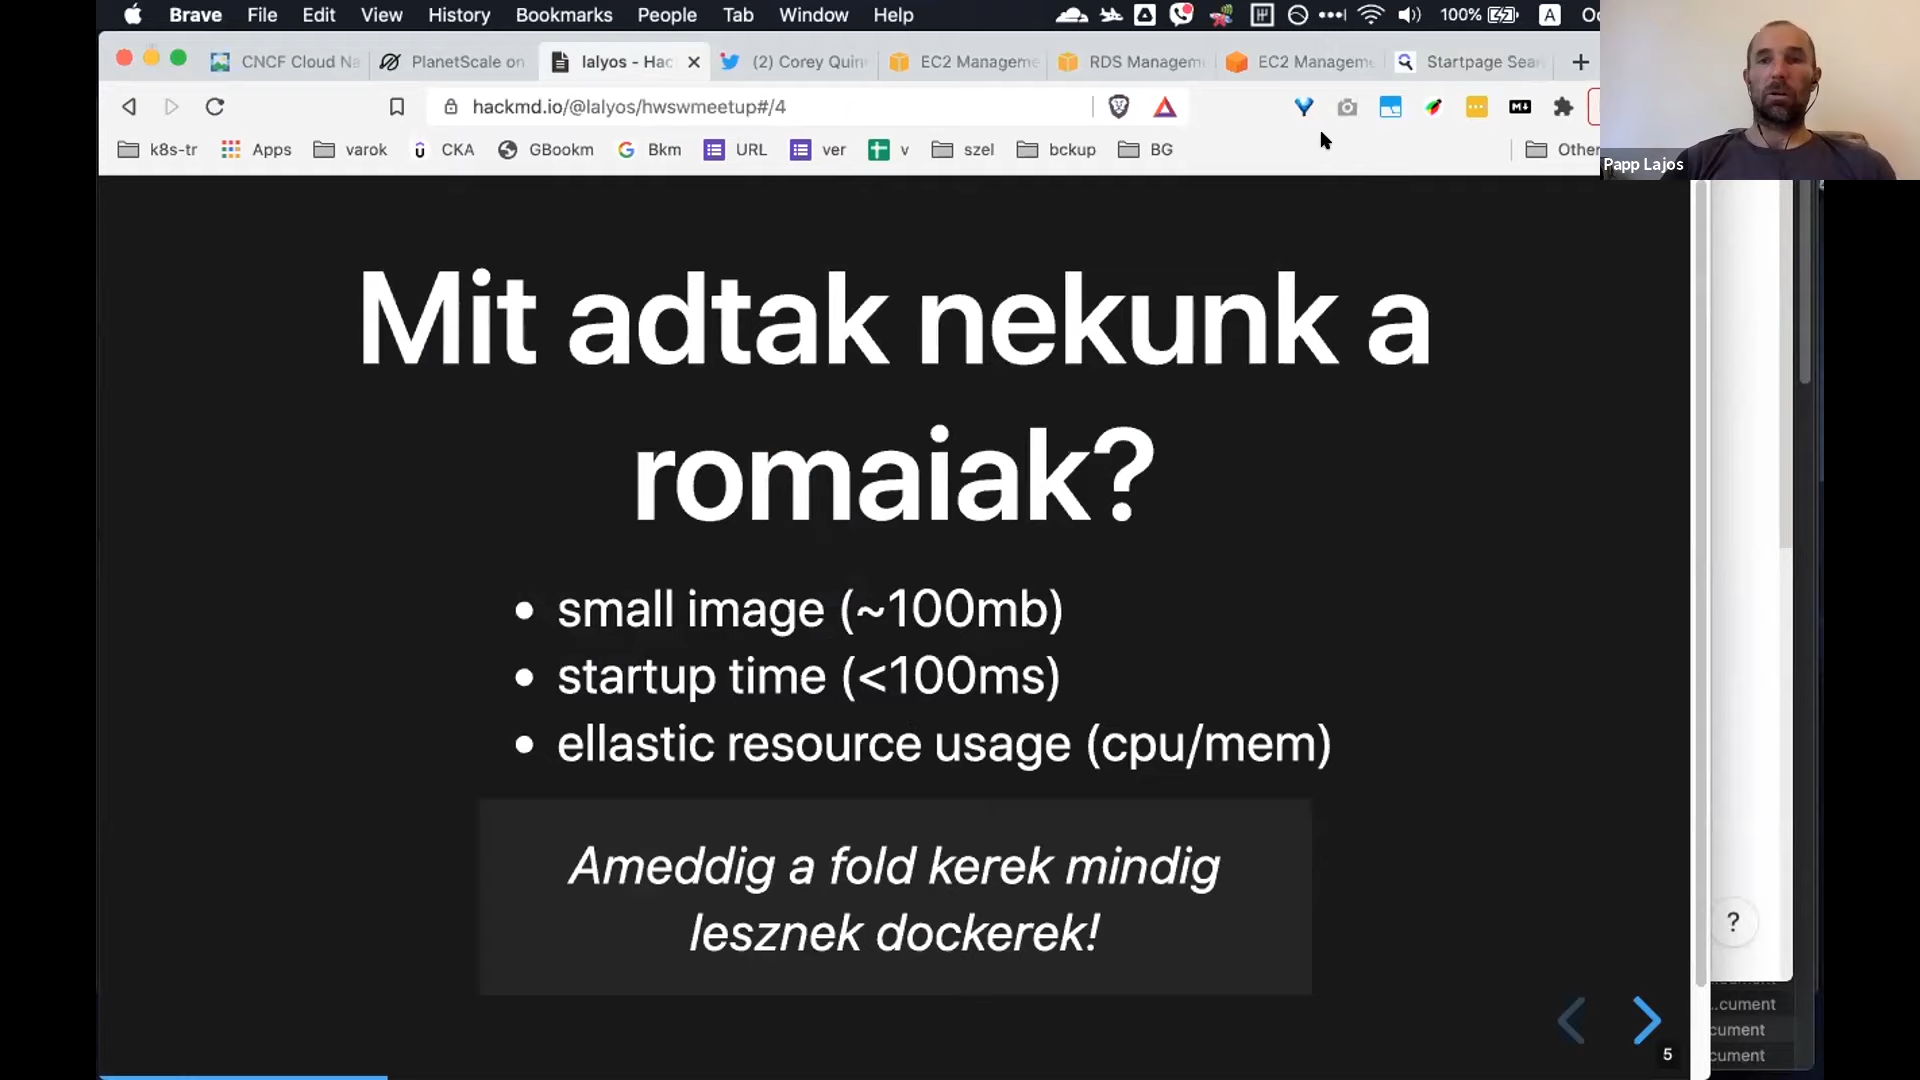 Brave File Edit View History Bookmarks People Tab Window Help 100% A
CNCF Cloud Na
PlanetScale on
lalyos - Hac
(2) Corey Quin
EC2 Manageme
RDS Managem
EC2 Manageme
Startpage Sear
hackmd.io/@lalyos/hwswmeetup#/4
k8s-tr Apps varok CKA GBookm Bkm URL ver v szel bckup BG Other
Papp Lajos
Mit adtak nekunk a
romaiak?
• small image (~100mb)
• startup time (<100ms)
• ellastic resource usage (cpu/mem)
Ameddig a fold kerek mindig
lesznek dockerek!
?
...cument
cument
cument
5